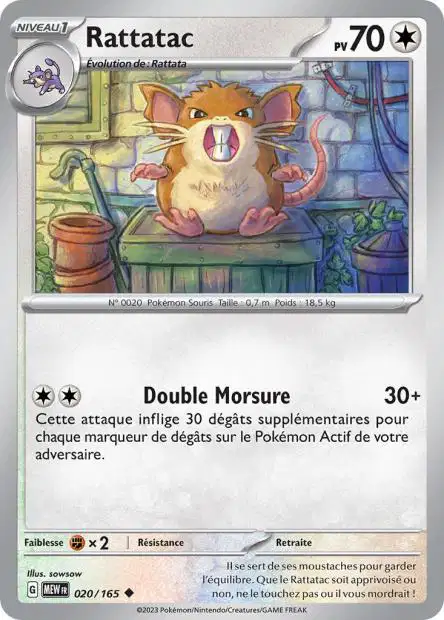 NIVEAU 1
Rattatac
PV 70
Évolution de : Rattata
N° 0020 Pokémon Souris Taille : 0,7 m Poids : 18,5 kg
Double Morsure 30+
Cette attaque inflige 30 dégâts supplémentaires pour
chaque marqueur de dégâts sur le Pokémon Actif de votre
adversaire.
Faiblesse × 2 Résistance Retraite
Illus. sowsow
G MEW FR 020/165
Il se sert de ses moustaches pour garder
l'équilibre. Que le Rattatac soit apprivoisé ou
non, ne le touchez pas ou il vous mordrait !
©2023 Pokémon/Nintendo/Creatures/GAME FREAK